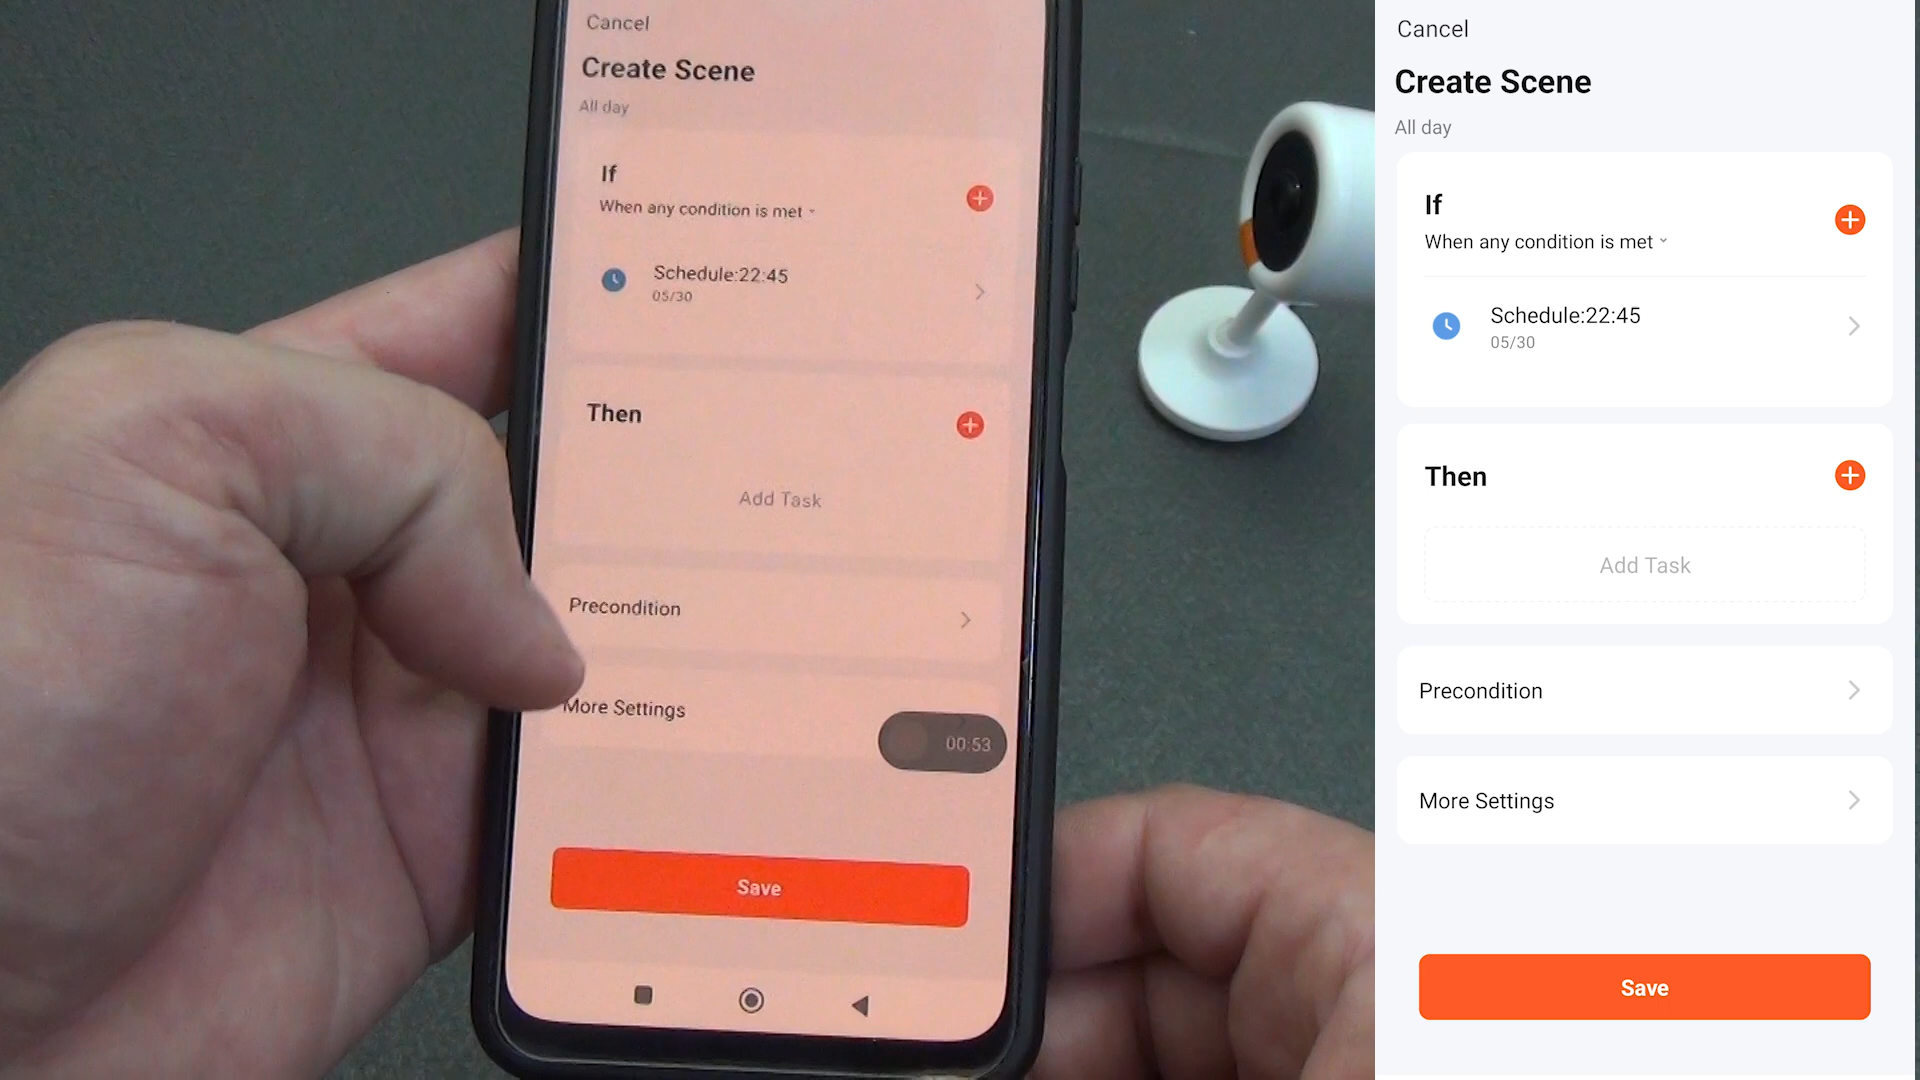 Cancel
Create Scene
All day
If
When any condition is met
Schedule:22:45
05/30
Then
Add Task
Precondition
More Settings
00:53
Save
Cancel
Create Scene
All day
If
When any condition is met
Schedule:22:45
05/30
Then
Add Task
Precondition
More Settings
Save